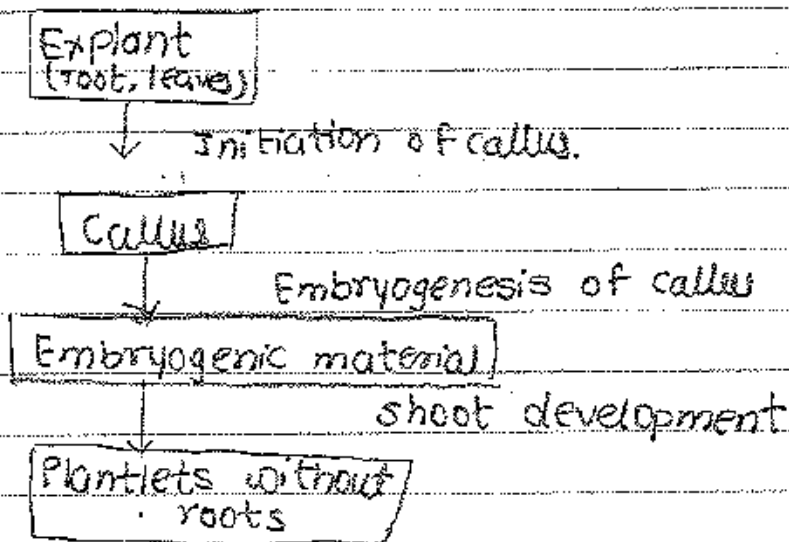 Explant
(root, leaves)
Initiation of callus.
Callus
Embryogenesis of callus
Embryogenic material
shoot development
Plantlets without
roots